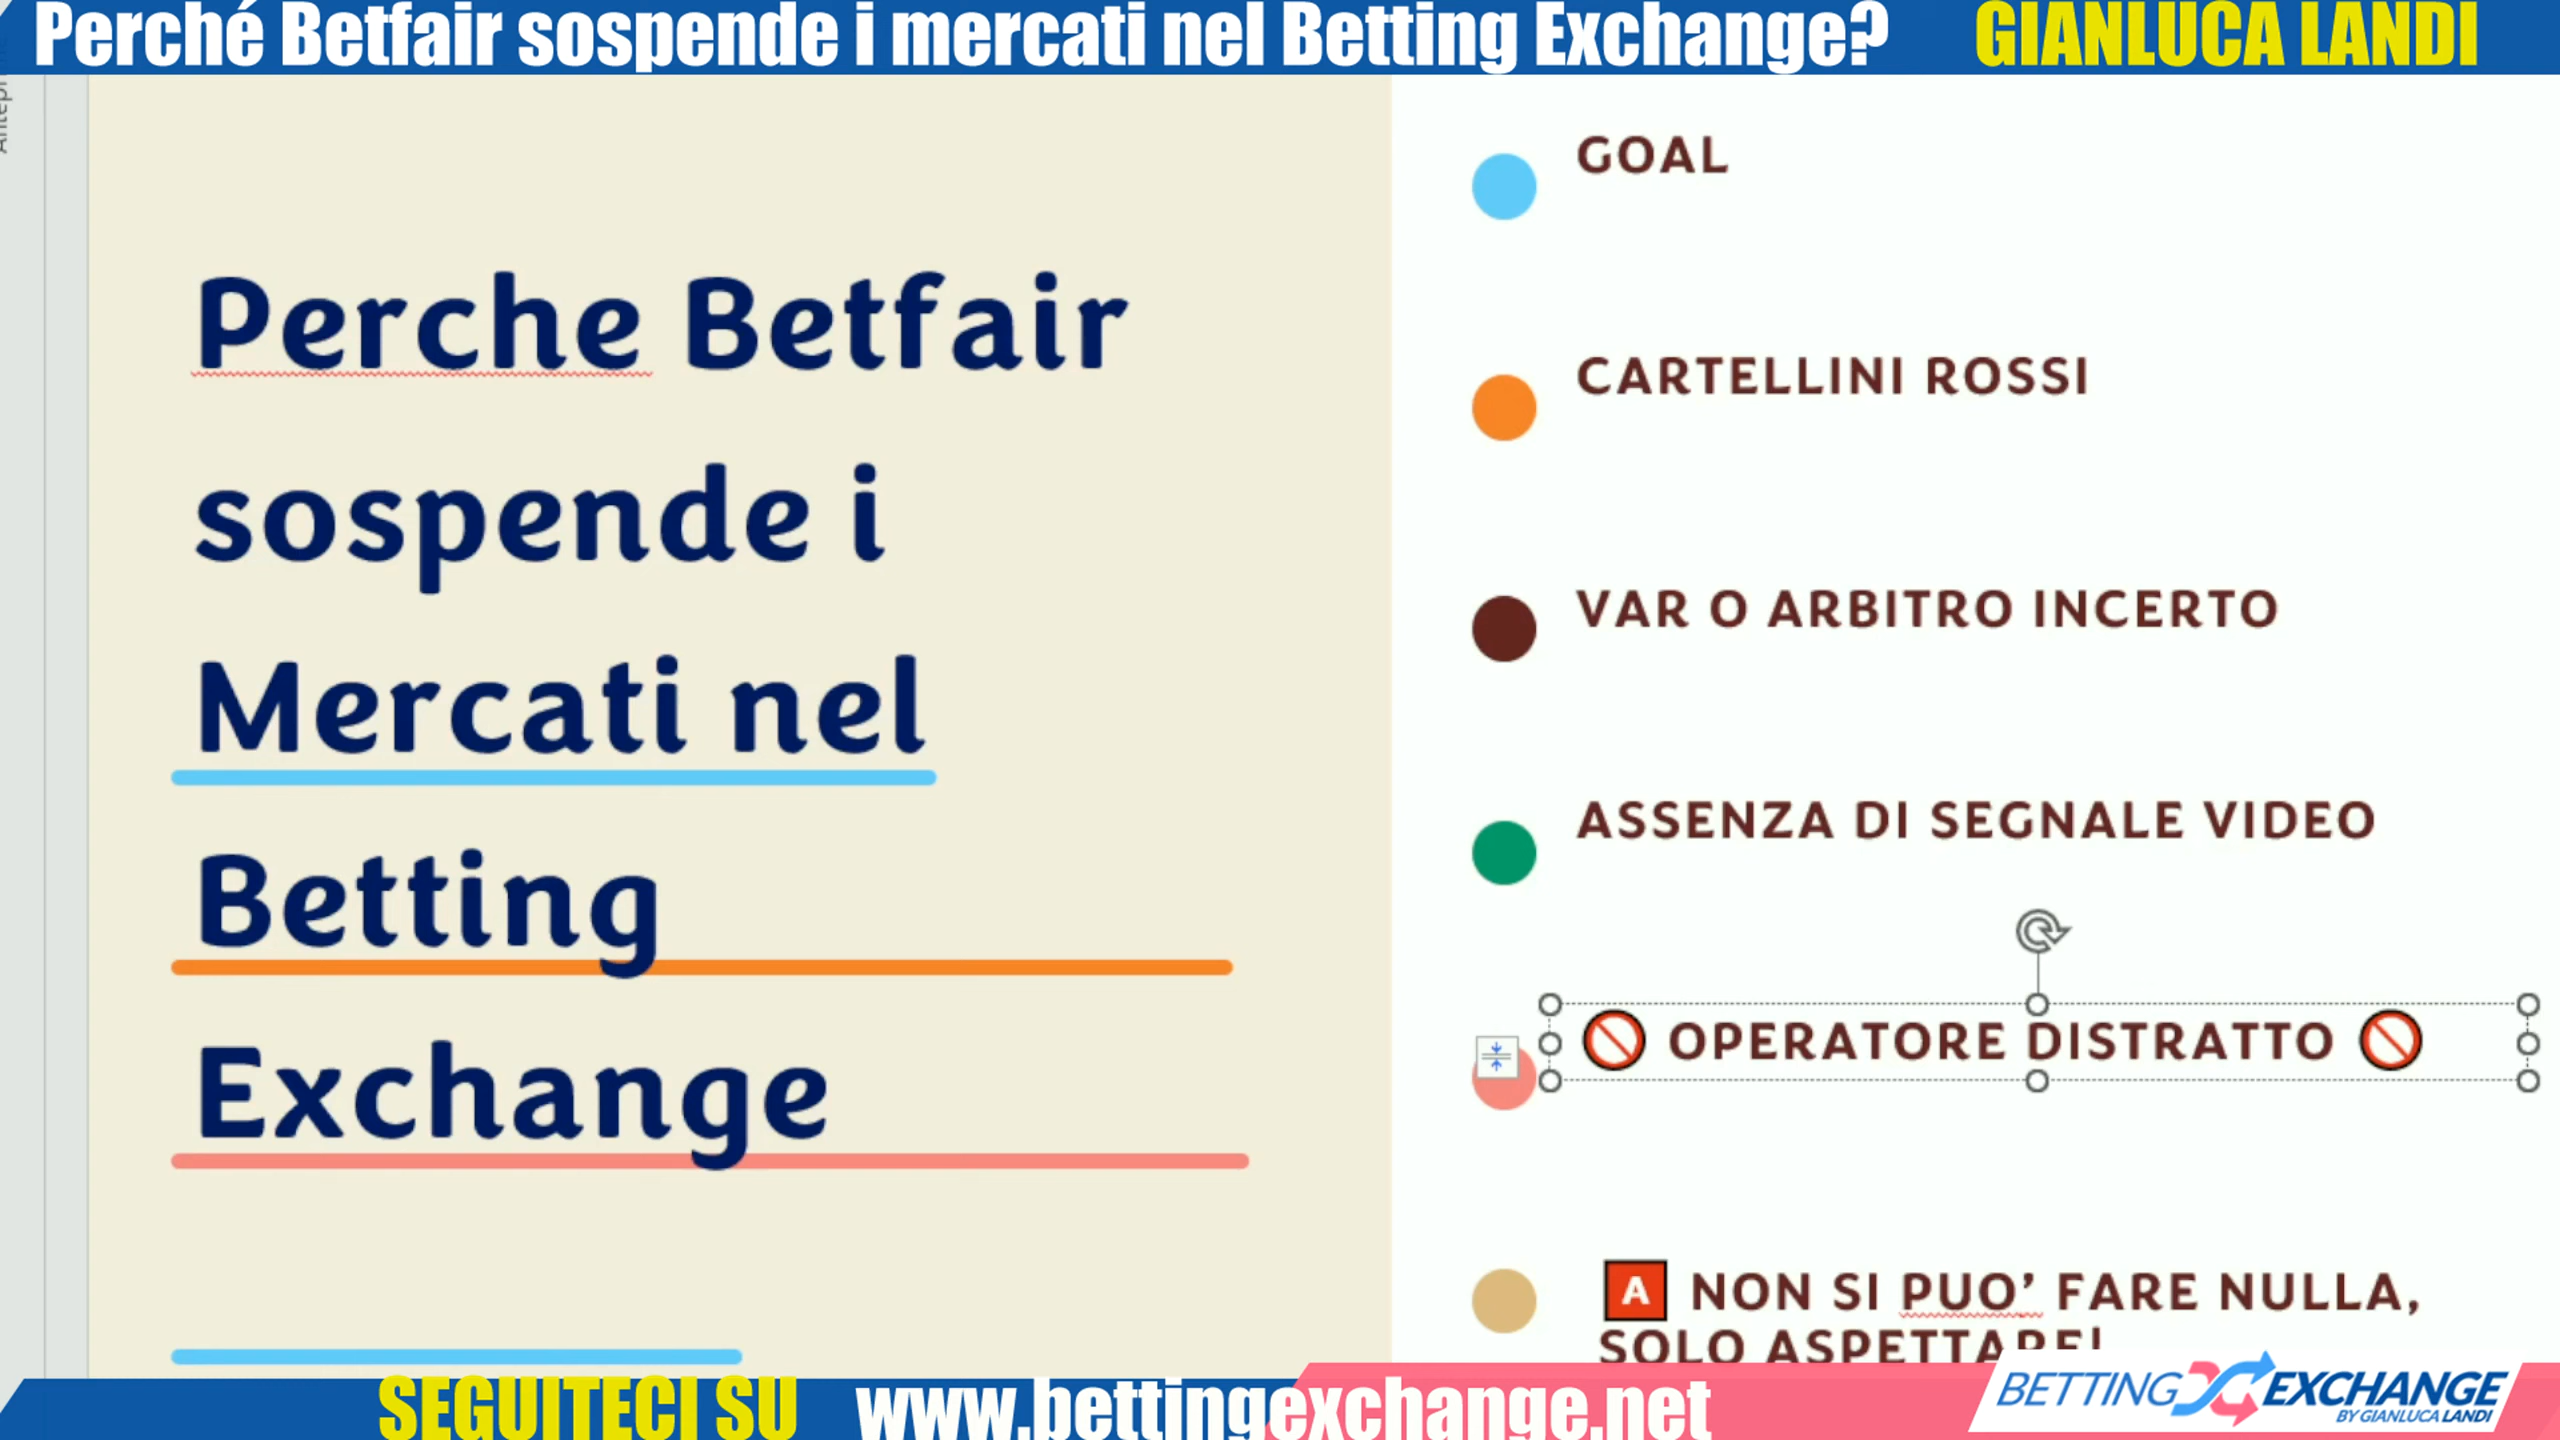 Perché Betfair sospende i mercati nel Betting Exchange? GIANLUCA LANDI
Perche Betfair
sospende i
Mercati nel
Betting
Exchange
GOAL
CARTELLINI ROSSI
VAR O ARBITRO INCERTO
ASSENZA DI SEGNALE VIDEO
OPERATORE DISTRATTO
A NON SI PUO’ FARE NULLA,
SOLO ASPETTARE!
SEGUITECI SU www.bettingexchange.net
BETTING EXCHANGE
BY GIANLUCA LANDI